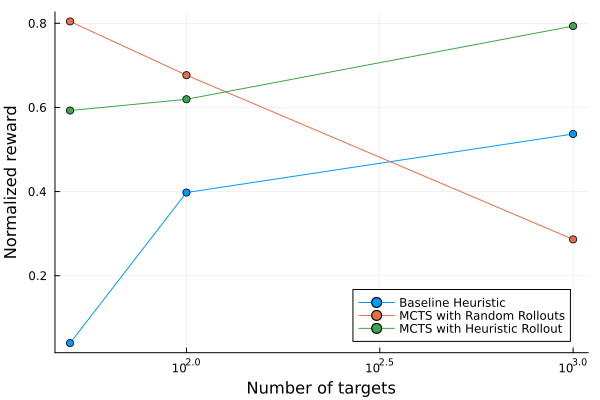 Normalized reward
0.8
0.6
0.4
0.2
Baseline Heuristic
MCTS with Random Rollouts
MCTS with Heuristic Rollout
10^2.0 10^2.5 10^3.0
Number of targets